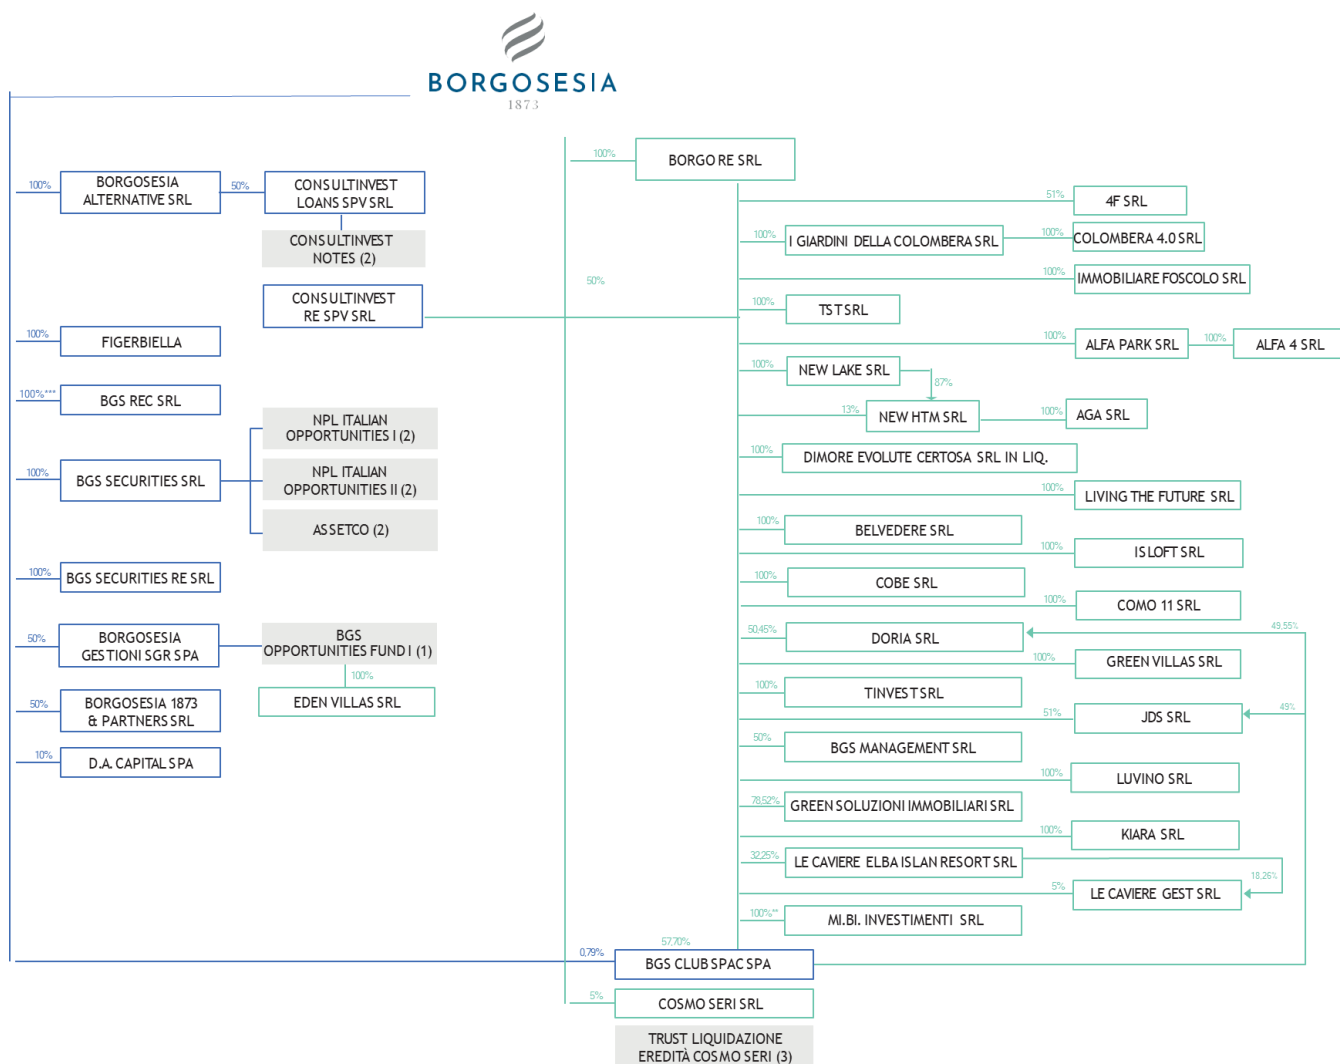 BORGOSESIA
1873
100%
BORGOSESIA
ALTERNATIVE SRL
50%
CONSULTINVEST
LOANS SPV SRL
CONSULTINVEST
NOTES (2)
CONSULTINVEST
RE SPV SRL
50%
100%
FIGERBIELLA
100%***
BGS REC SRL
100%
BGS SECURITIES SRL
NPL ITALIAN
OPPORTUNITIES I (2)
NPL ITALIAN
OPPORTUNITIES II (2)
ASSETCO (2)
100%
BGS SECURITIES RE SRL
50%
BORGOSESIA
GESTIONI SGR SPA
BGS
OPPORTUNITIES FUND I (1)
100%
EDEN VILLAS SRL
50%
BORGOSESIA 1873
& PARTNERS SRL
10%
D.A. CAPITAL SPA
100%
BORGO RE SRL
51%
4F SRL
100%
I GIARDINI DELLA COLOMBERA SRL
100%
COLOMBERA 4.0 SRL
100%
IMMOBILIARE FOSCOLO SRL
100%
TST SRL
100%
ALFA PARK SRL
100%
ALFA 4 SRL
100%
NEW LAKE SRL
87%
13%
NEW HTM SRL
100%
AGA SRL
100%
DIMORE EVOLUTE CERTOSA SRL IN LIQ.
100%
LIVING THE FUTURE SRL
100%
BELVEDERE SRL
100%
ISLOFT SRL
100%
COBE SRL
100%
COMO 11 SRL
50,45%
DORIA SRL
49,55%
100%
GREEN VILLAS SRL
100%
TINVEST SRL
51%
JDS SRL
49%
50%
BGS MANAGEMENT SRL
100%
LUVINO SRL
78,52%
GREEN SOLUZIONI IMMOBILIARI SRL
100%
KIARA SRL
32,25%
LE CAVIERE ELBA ISLAN RESORT SRL
18,26%
5%
LE CAVIERE GEST SRL
100%**
MI.BI. INVESTIMENTI SRL
57,70%
0,79%
BGS CLUB SPAC SPA
5%
COSMO SERI SRL
TRUST LIQUIDAZIONE
EREDITÀ COSMO SERI (3)